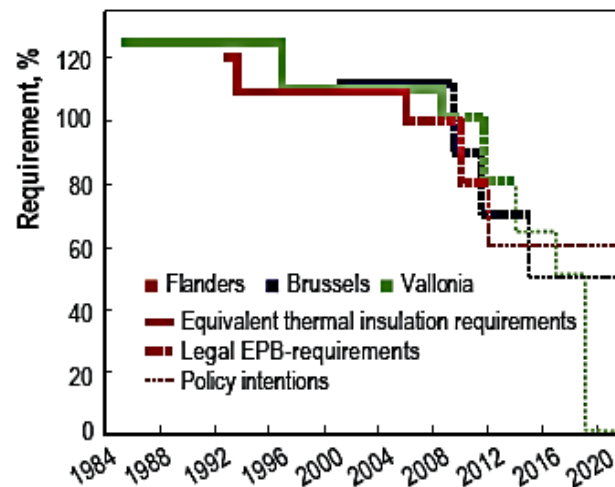 Requirement, %
120
100
80
60
40
20
0
Flanders Brussels Vallonia
Equivalent thermal insulation requirements
Legal EPB-requirements
Policy intentions
1984 1988 1992 1996 2000 2004 2008 2012 2016 2020